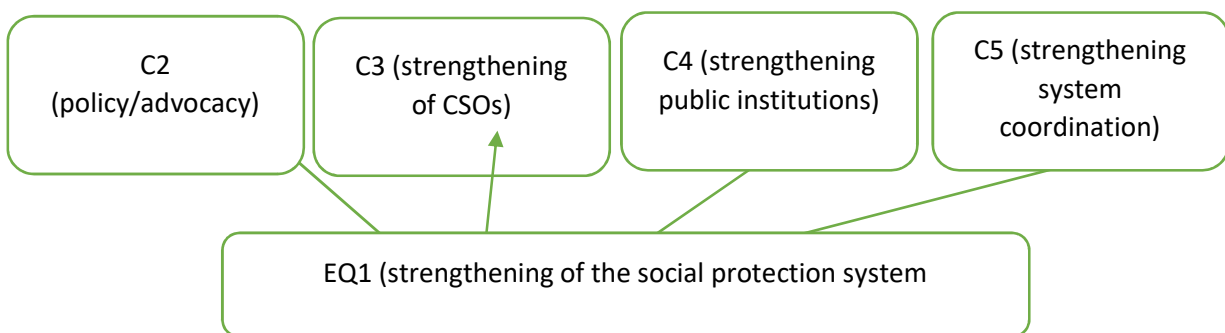 C2
(policy/advocacy)
C3 (strengthening
of CSOs)
C4 (strengthening
public institutions)
C5 (strengthening
system
coordination)
EQ1 (strengthening of the social protection system